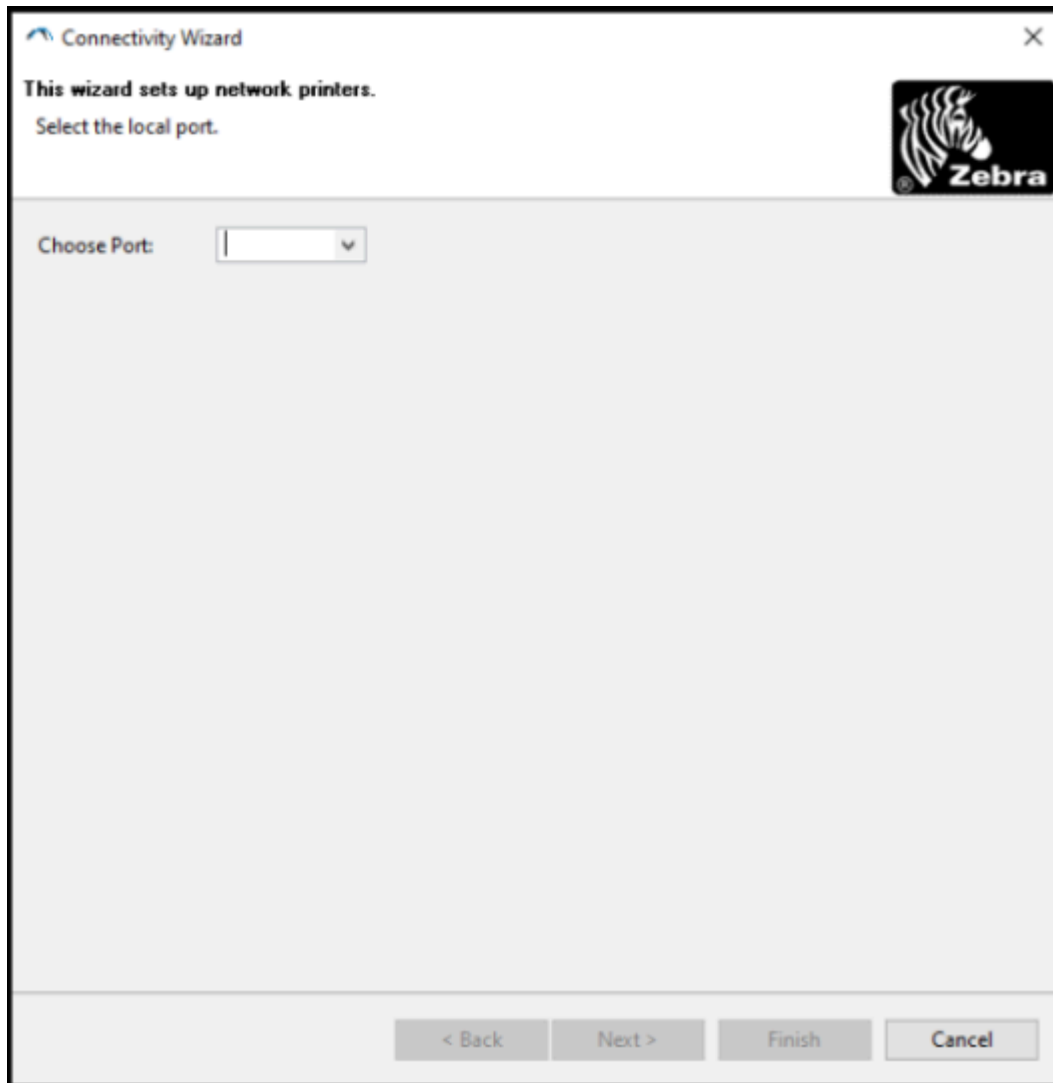 Connectivity Wizard
This wizard sets up network printers.
Select the local port.
Zebra
®
Choose Port:
< Back Next > Finish Cancel